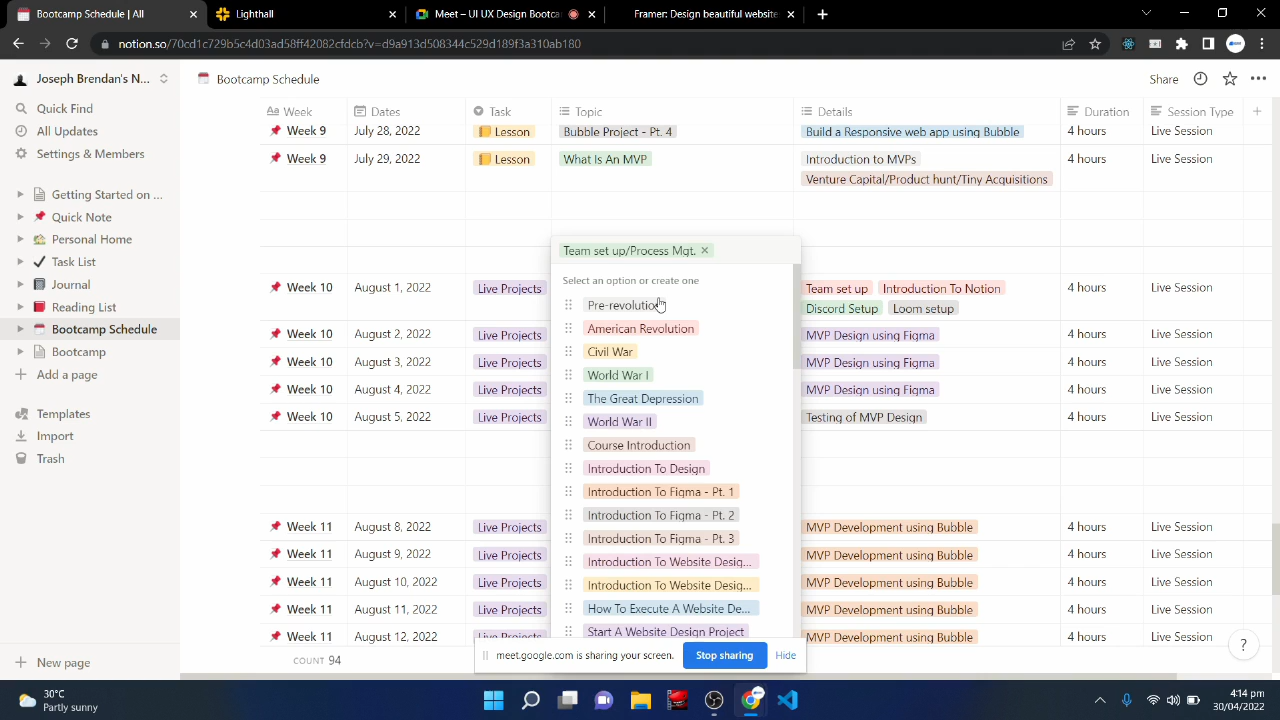 Bootcamp Schedule | All
Lighthall
Meet – UI UX Design Bootca
Framer: Design beautiful website
notion.so/70cd1c729b5c4d03ad58ff42082cfdcb?v=d9a913d508344c529d189f3a310ab180
Joseph Brendan's N...
Bootcamp Schedule
Share
Quick Find
All Updates
Settings & Members
Getting Started on ...
Quick Note
Personal Home
Task List
Journal
Reading List
Bootcamp Schedule
Bootcamp
Add a page
Templates
Import
Trash
New page
Aa Week Dates Task Topic Details Duration Session Type
Week 9 July 28, 2022 Lesson Bubble Project - Pt. 4 Build a Responsive web app using Bubble 4 hours Live Session
Week 9 July 29, 2022 Lesson What Is An MVP Introduction to MVPs 4 hours Live Session
Venture Capital/Product hunt/Tiny Acquisitions
Team set up/Process Mgt.
Select an option or create one
Pre-revolution
American Revolution
Civil War
World War I
The Great Depression
World War II
Course Introduction
Introduction To Design
Introduction To Figma - Pt. 1
Introduction To Figma - Pt. 2
Introduction To Figma - Pt. 3
Introduction To Website Desig...
Introduction To Website Desig...
How To Execute A Website De...
Start A Website Design Project
Week 10 August 1, 2022 Live Projects Team set up Introduction To Notion 4 hours Live Session
Discord Setup Loom setup
Week 10 August 2, 2022 Live Projects MVP Design using Figma 4 hours Live Session
Week 10 August 3, 2022 Live Projects MVP Design using Figma 4 hours Live Session
Week 10 August 4, 2022 Live Projects MVP Design using Figma 4 hours Live Session
Week 10 August 5, 2022 Live Projects Testing of MVP Design 4 hours Live Session
Week 11 August 8, 2022 Live Projects MVP Development using Bubble 4 hours Live Session
Week 11 August 9, 2022 Live Projects MVP Development using Bubble 4 hours Live Session
Week 11 August 10, 2022 Live Projects MVP Development using Bubble 4 hours Live Session
Week 11 August 11, 2022 Live Projects MVP Development using Bubble 4 hours Live Session
Week 11 August 12, 2022 Live Projects MVP Development using Bubble 4 hours Live Session
COUNT 94
meet.google.com is sharing your screen. Stop sharing Hide
?
30°C
Partly sunny
4:14 pm
30/04/2022